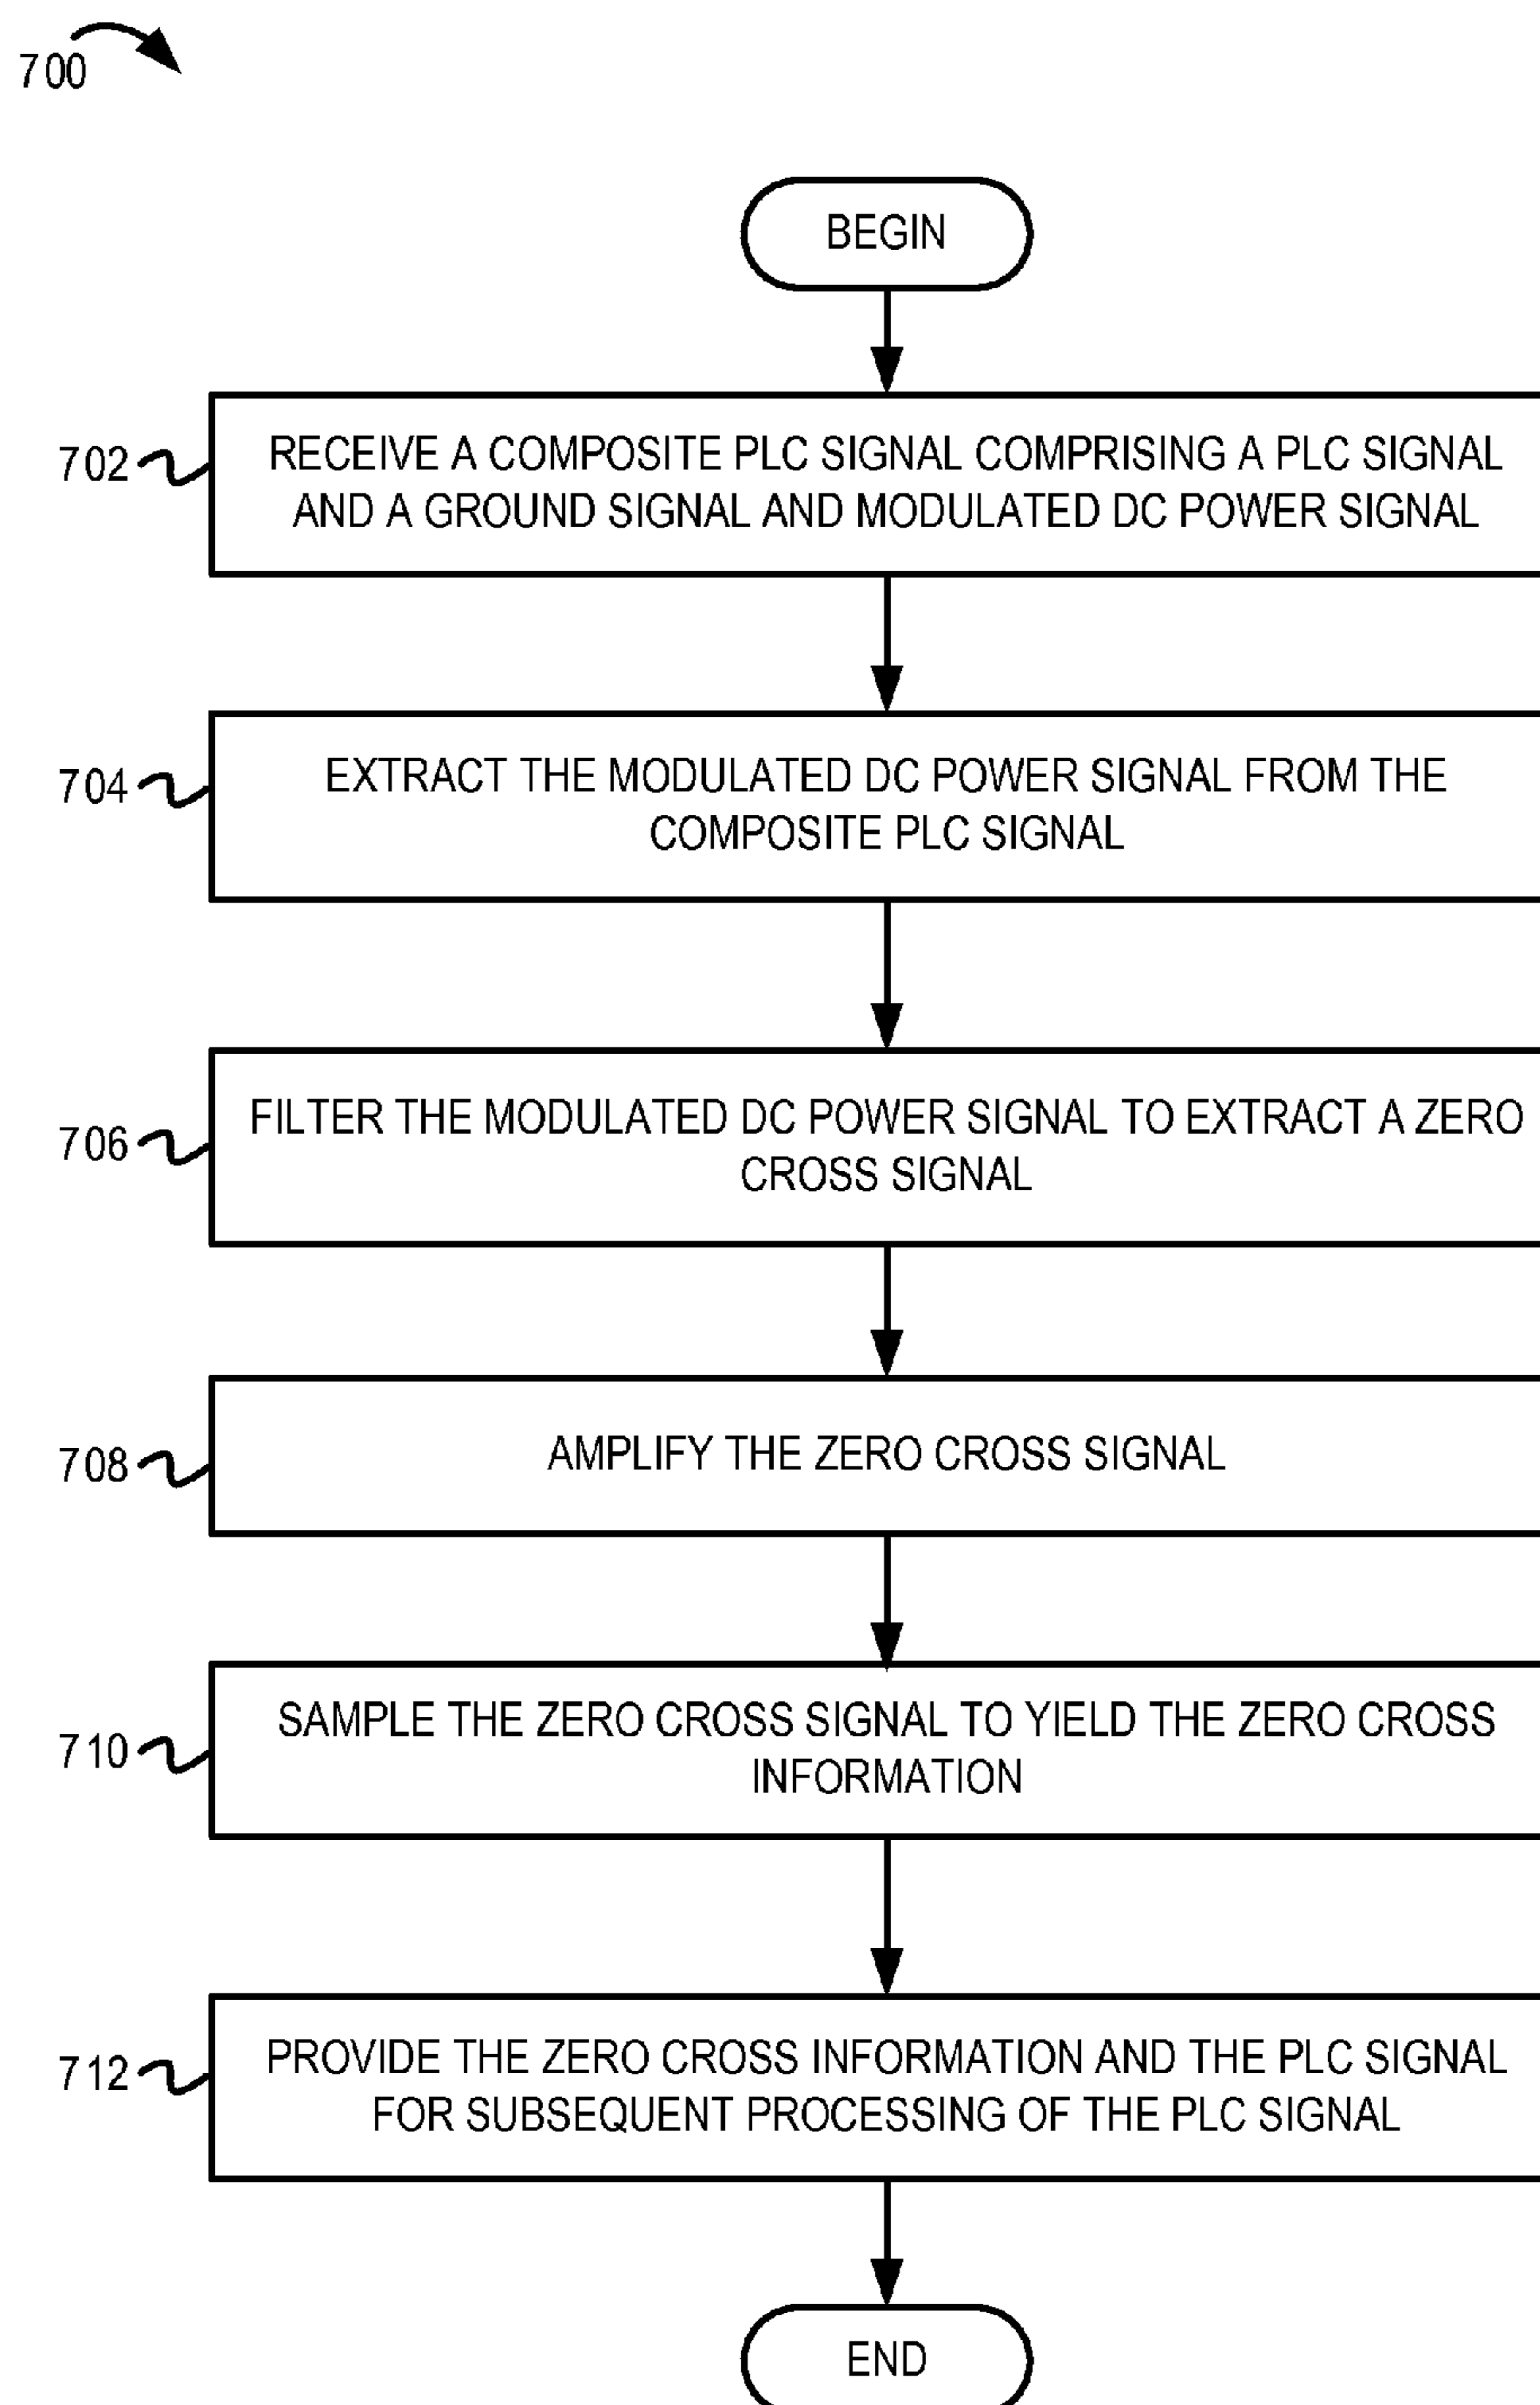 700
BEGIN
702
RECEIVE A COMPOSITE PLC SIGNAL COMPRISING A PLC SIGNAL
AND A GROUND SIGNAL AND MODULATED DC POWER SIGNAL
704
EXTRACT THE MODULATED DC POWER SIGNAL FROM THE
COMPOSITE PLC SIGNAL
706
FILTER THE MODULATED DC POWER SIGNAL TO EXTRACT A ZERO
CROSS SIGNAL
708
AMPLIFY THE ZERO CROSS SIGNAL
710
SAMPLE THE ZERO CROSS SIGNAL TO YIELD THE ZERO CROSS
INFORMATION
712
PROVIDE THE ZERO CROSS INFORMATION AND THE PLC SIGNAL
FOR SUBSEQUENT PROCESSING OF THE PLC SIGNAL
END